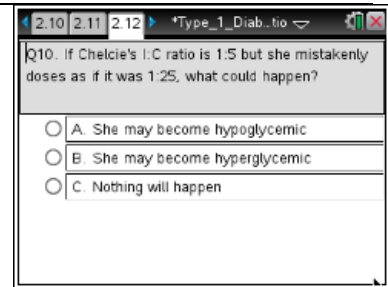 2.10 2.11 2.12 *Type_1_Diab...tio
Q10. If Chelcie's I:C ratio is 1:5 but she mistakenly
doses as if it was 1:25, what could happen?
A. She may become hypoglycemic
B. She may become hyperglycemic
C. Nothing will happen